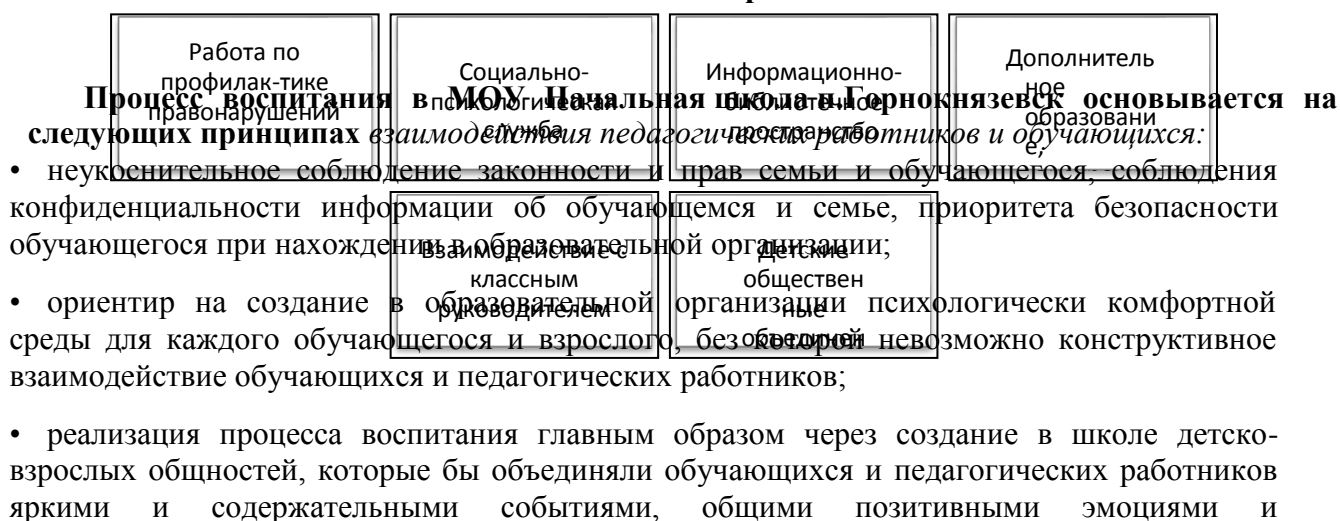 Работа по
профилак-тике
правонарушений
Социально-
психологическая
служба
Информационно-
библиотечное
пространство
Дополнитель
ное
образовани
е,
Процесс воспитания в МОУ Начальная школа п.Горнокнязевск основывается на
следующих принципах взаимодействия педагогических работников и обучающихся:
• неукоснительное соблюдение законности и прав семьи и обучающегося, соблюдения
конфиденциальности информации об обучающемся и семье, приоритета безопасности
обучающегося при нахождении в образовательной организации;
Взаимодействие с
классным
руководителем
Детские
обществен
ные
объединен
• ориентир на создание в образовательной организации психологически комфортной
среды для каждого обучающегося и взрослого, без которой невозможно конструктивное
взаимодействие обучающихся и педагогических работников;
• реализация процесса воспитания главным образом через создание в школе детско-
взрослых общностей, которые бы объединяли обучающихся и педагогических работников
яркими и содержательными событиями, общими позитивными эмоциями и